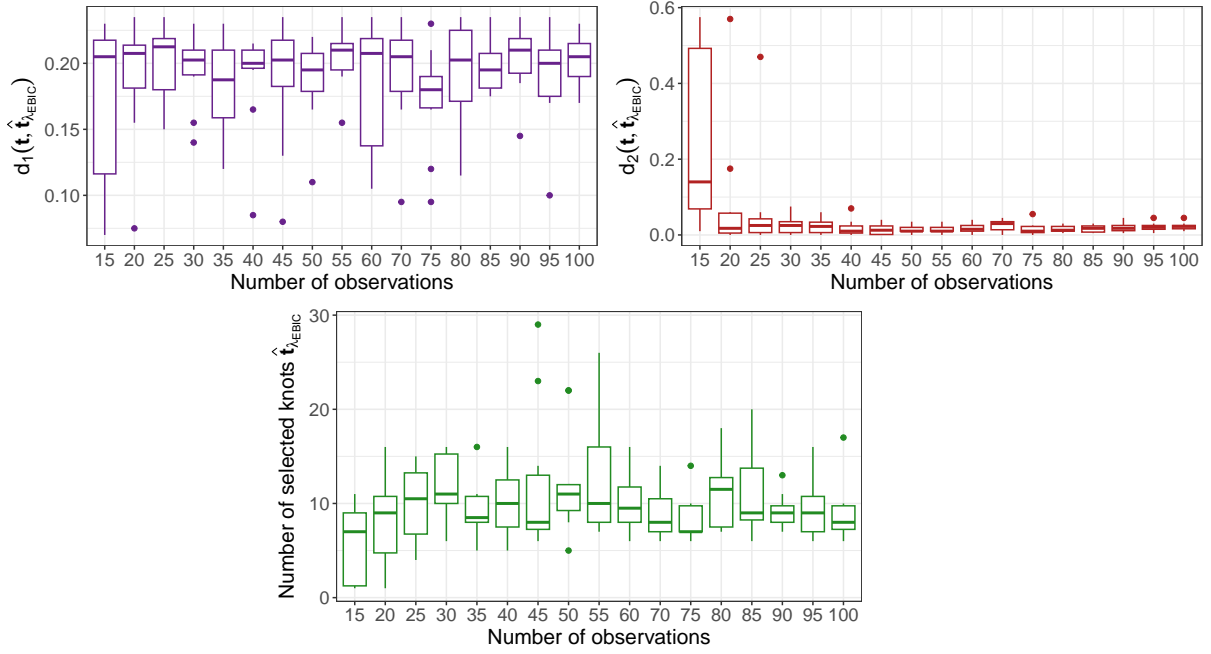 d₁(t, t̂_λEBIC)
0.20
0.15
0.10
15 20 25 30 35 40 45 50 55 60 70 75 80 85 90 95 100
Number of observations
d₂(t, t̂_λEBIC)
0.6
0.4
0.2
0.0
15 20 25 30 35 40 45 50 55 60 70 75 80 85 90 95 100
Number of observations
Number of selected knots t̂_λEBIC
30
20
10
0
15 20 25 30 35 40 45 50 55 60 70 75 80 85 90 95 100
Number of observations